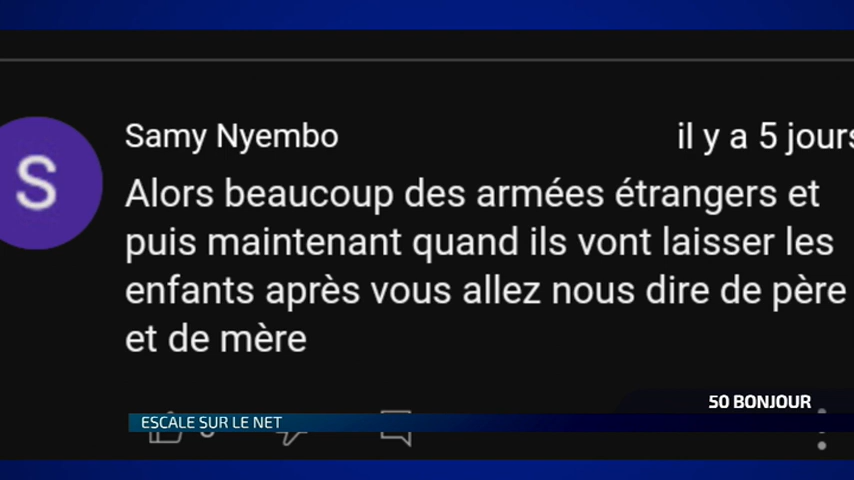 S
Samy Nyembo
il y a 5 jours
Alors beaucoup des armées étrangers et
puis maintenant quand ils vont laisser les
enfants après vous allez nous dire de père
et de mère
50 BONJOUR
ESCALE SUR LE NET